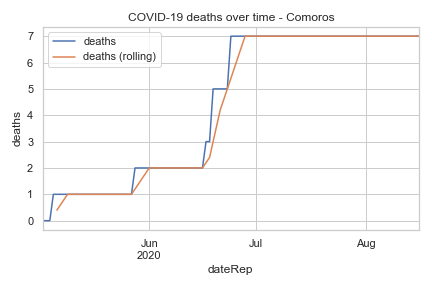 COVID-19 deaths over time - Comoros
deaths
deaths (rolling)
7
6
5
4
3
2
1
0
deaths
Jun
2020
Jul
Aug
dateRep